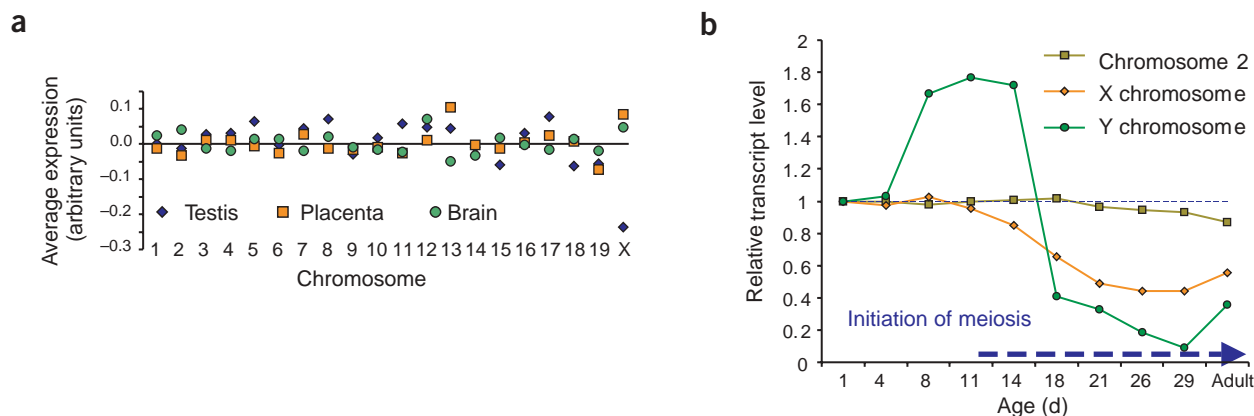 a
Average expression
(arbitrary units)
0.1
0.0
−0.1
−0.2
−0.3
Testis Placenta Brain
1 2 3 4 5 6 7 8 9 10 11 12 13 14 15 16 17 18 19 X
Chromosome
b
Relative transcript level
2
1.8
1.6
1.4
1.2
1
0.8
0.6
0.4
0.2
0
Chromosome 2
X chromosome
Y chromosome
Initiation of meiosis
1 4 8 11 14 18 21 26 29 Adult
Age (d)